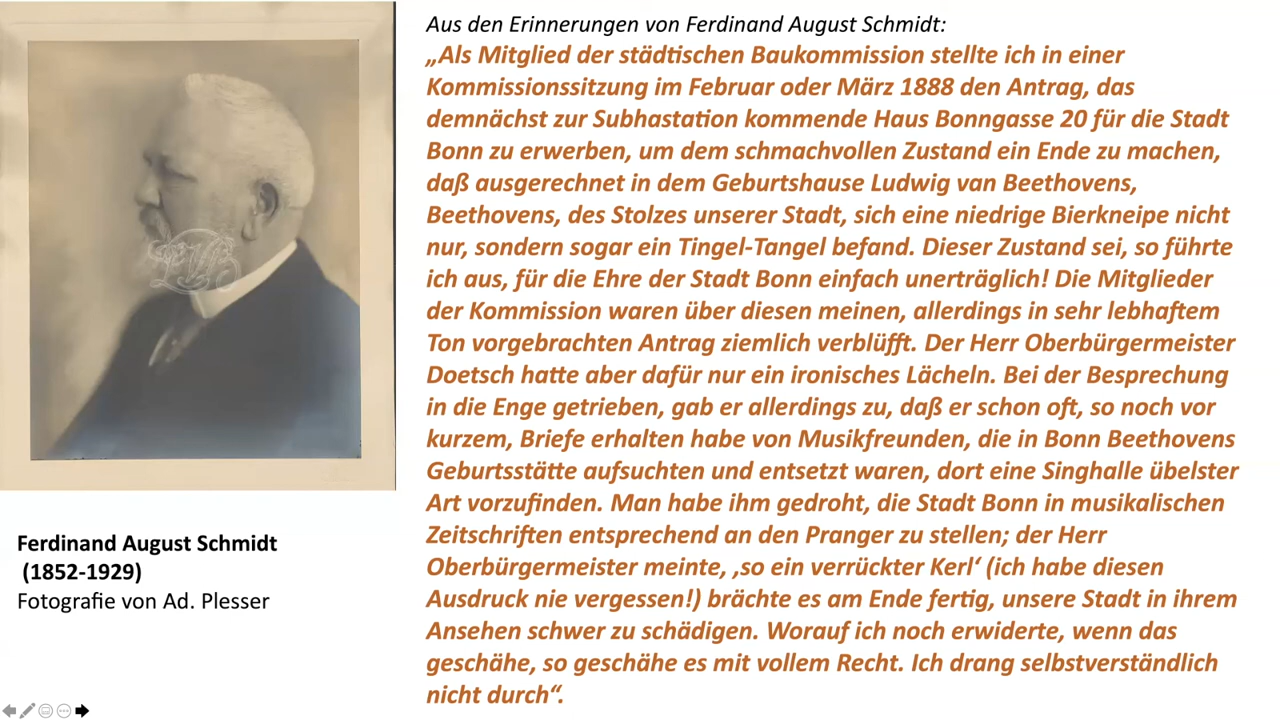 Aus den Erinnerungen von Ferdinand August Schmidt:
„Als Mitglied der städtischen Baukommission stellte ich in einer
Kommissionssitzung im Februar oder März 1888 den Antrag, das
demnächst zur Subhastation kommende Haus Bonngasse 20 für die Stadt
Bonn zu erwerben, um dem schmachvollen Zustand ein Ende zu machen,
daß ausgerechnet in dem Geburtshause Ludwig van Beethovens,
Beethovens, des Stolzes unserer Stadt, sich eine niedrige Bierkneipe nicht
nur, sondern sogar ein Tingel-Tangel befand. Dieser Zustand sei, so führte
ich aus, für die Ehre der Stadt Bonn einfach unerträglich! Die Mitglieder
der Kommission waren über diesen meinen, allerdings in sehr lebhaftem
Ton vorgebrachten Antrag ziemlich verblüfft. Der Herr Oberbürgermeister
Doetsch hatte aber dafür nur ein ironisches Lächeln. Bei der Besprechung
in die Enge getrieben, gab er allerdings zu, daß er schon oft, so noch vor
kurzem, Briefe erhalten habe von Musikfreunden, die in Bonn Beethovens
Geburtsstätte aufsuchten und entsetzt waren, dort eine Singhalle übelster
Art vorzufinden. Man habe ihm gedroht, die Stadt Bonn in musikalischen
Zeitschriften entsprechend an den Pranger zu stellen; der Herr
Oberbürgermeister meinte, ‚so ein verrückter Kerl‘ (ich habe diesen
Ausdruck nie vergessen!) brächte es am Ende fertig, unsere Stadt in ihrem
Ansehen schwer zu schädigen. Worauf ich noch erwiderte, wenn das
geschähe, so geschähe es mit vollem Recht. Ich drang selbstverständlich
nicht durch“.
Ferdinand August Schmidt
(1852-1929)
Fotografie von Ad. Plesser